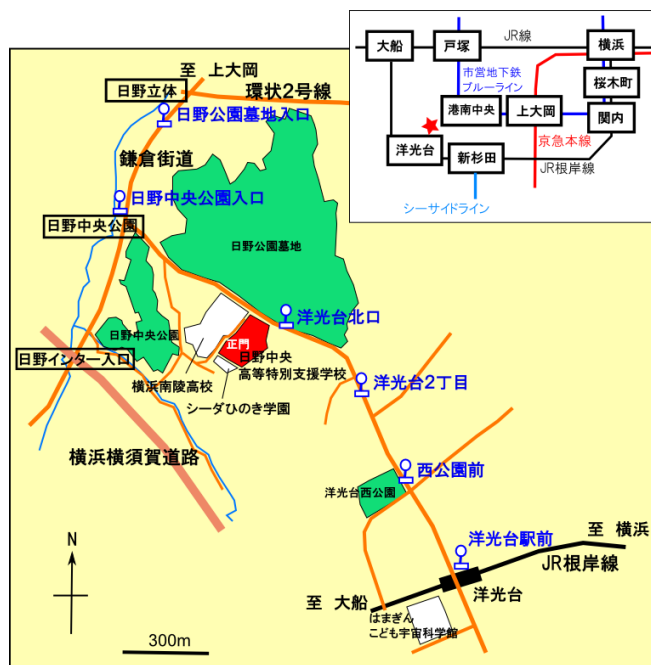 至 上大岡
日野立体
環状2号線
日野公園墓地入口
鎌倉街道
日野中央公園入口
日野中央公園
日野公園墓地
洋光台北口
日野中央公園
正門
日野インター入口
日野中央
高等特別支援学校
横浜南陵高校
シーダひのき学園
洋光台2丁目
横浜横須賀道路
西公園前
洋光台西公園
洋光台駅前
至 横浜
JR根岸線
洋光台
至 大船
はまぎん
こども宇宙科学館
N
300m
大船
戸塚
JR線
横浜
市営地下鉄
ブルーライン
桜木町
港南中央
上大岡
関内
洋光台
新杉田
京急本線
JR根岸線
シーサイドライン